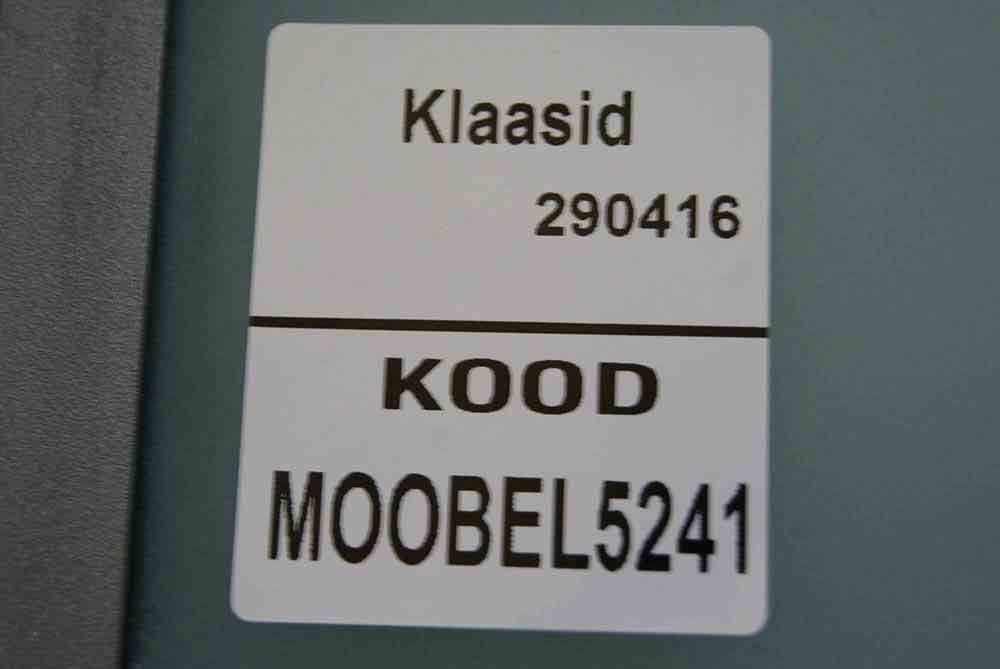 Klaasid
290416
KOOD
MOOBEL5241